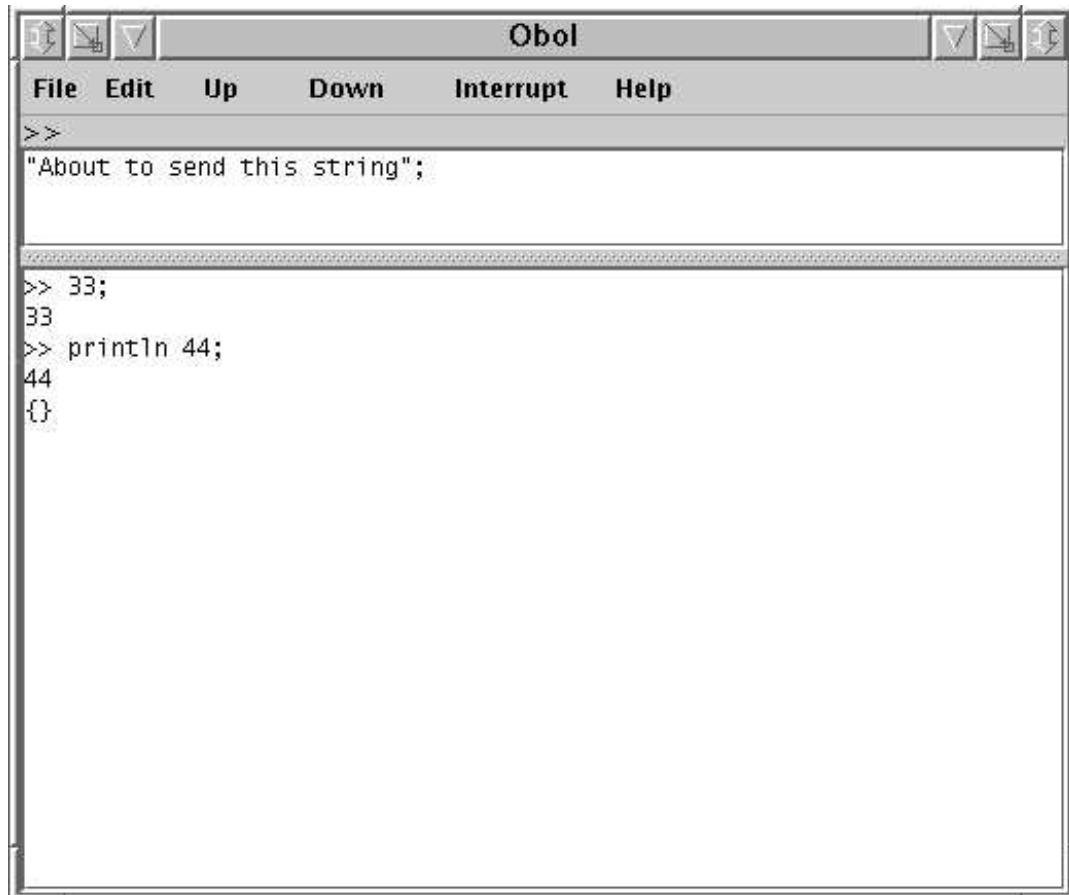 Obol
File Edit Up Down Interrupt Help
>>
"About to send this string";
>> 33;
33
>> println 44;
44
{}